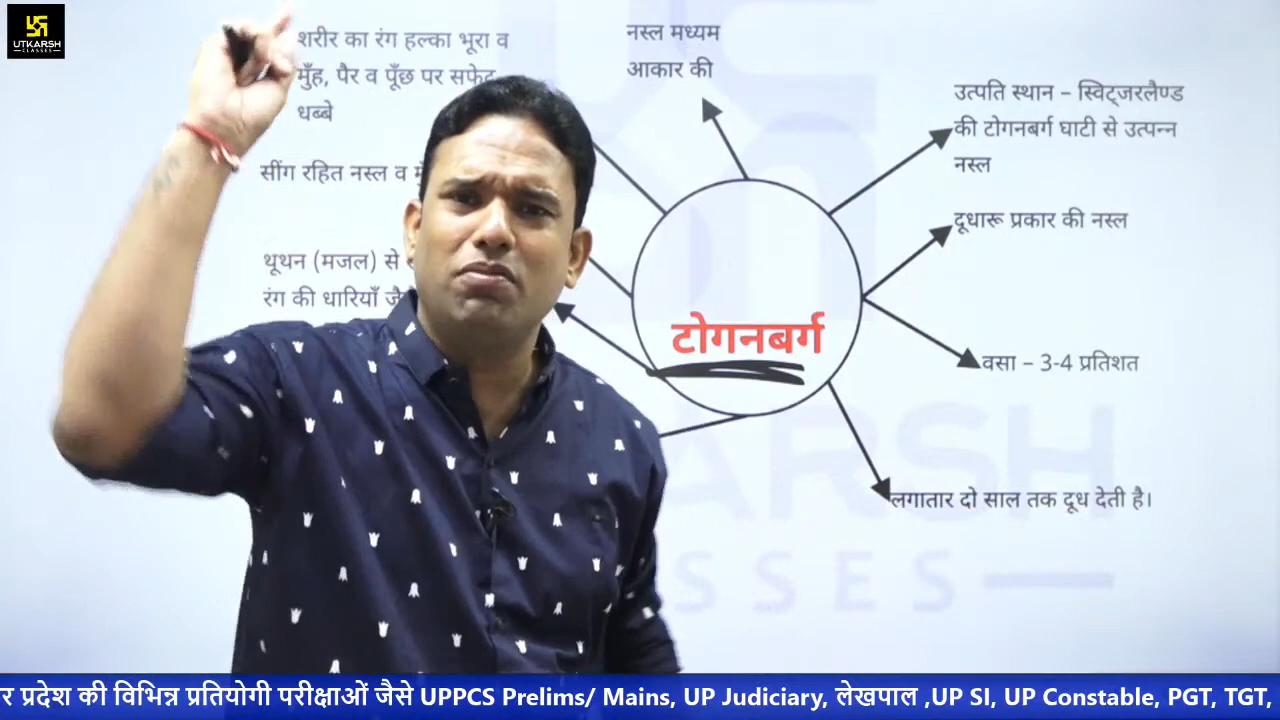 UTKARSH
CLASSES
शरीर का रंग हल्का भूरा व
मुँह, पैर व पूँछ पर सफेद
धब्बे
सींग रहित नस्ल व
थूथन (मजल) से
रंग की धारियाँ
नस्ल मध्यम
आकार की
उत्पति स्थान – स्विट्जरलैण्ड
की टोगनबर्ग घाटी से उत्पन्न
नस्ल
दूधारू प्रकार की नस्ल
टोगनबर्ग
वसा – 3-4 प्रतिशत
लगातार दो साल तक दूध देती है।
प्रदेश की विभिन्न प्रतियोगी परीक्षाओं जैसे UPPCS Prelims/ Mains, UP Judiciary, लेखपाल ,UP SI, UP Constable, PGT, TGT,